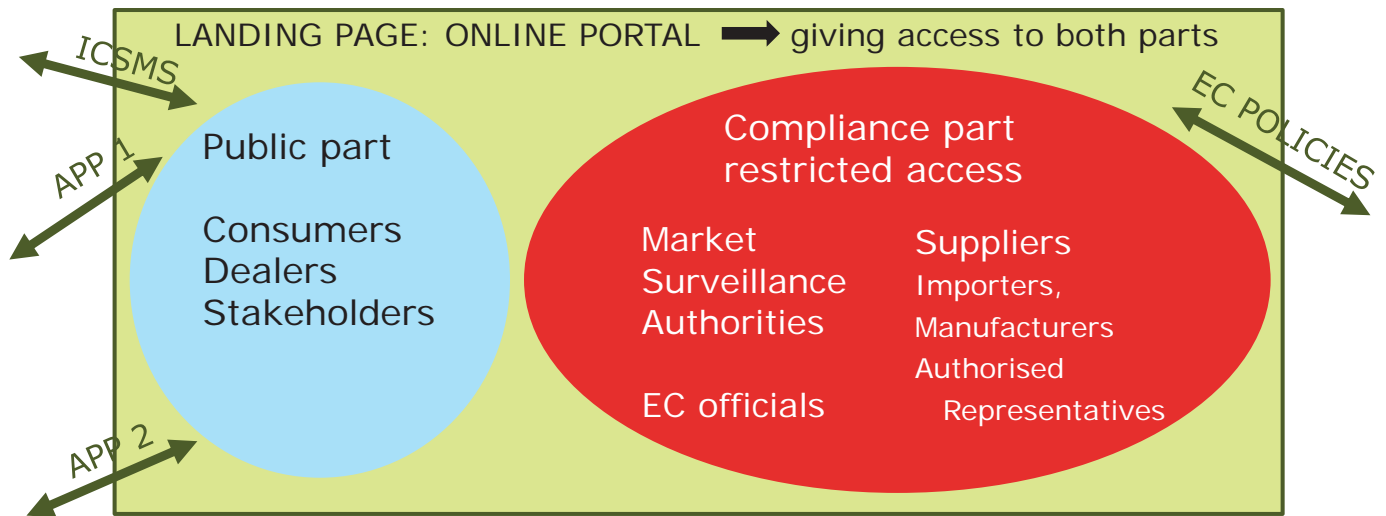 LANDING PAGE: ONLINE PORTAL giving access to both parts
ICSMS
APP 1
APP 2
Public part
Consumers
Dealers
Stakeholders
Compliance part
restricted access
Market
Surveillance
Authorities
EC officials
Suppliers
Importers,
Manufacturers
Authorised
Representatives
EC POLICIES